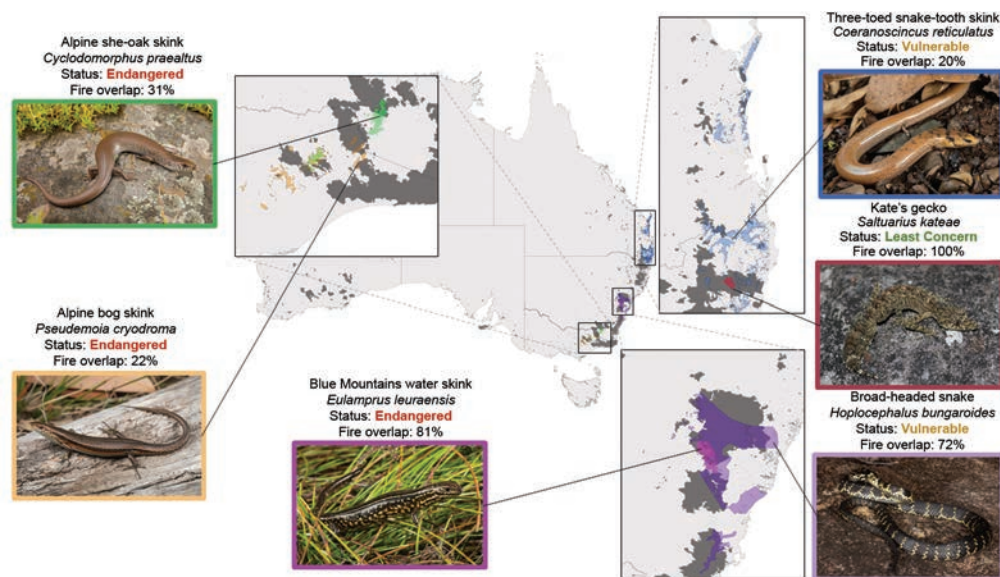 Alpine she-oak skink
Cyclodomorphus praealtus
Status: Endangered
Fire overlap: 31%
Three-toed snake-tooth skink
Coeranoscincus reticulatus
Status: Vulnerable
Fire overlap: 20%
Kate's gecko
Saltuarius kateae
Status: Least Concern
Fire overlap: 100%
Alpine bog skink
Pseudemoia cryodroma
Status: Endangered
Fire overlap: 22%
Blue Mountains water skink
Eulamprus leuraensis
Status: Endangered
Fire overlap: 81%
Broad-headed snake
Hoplocephalus bungaroides
Status: Vulnerable
Fire overlap: 72%